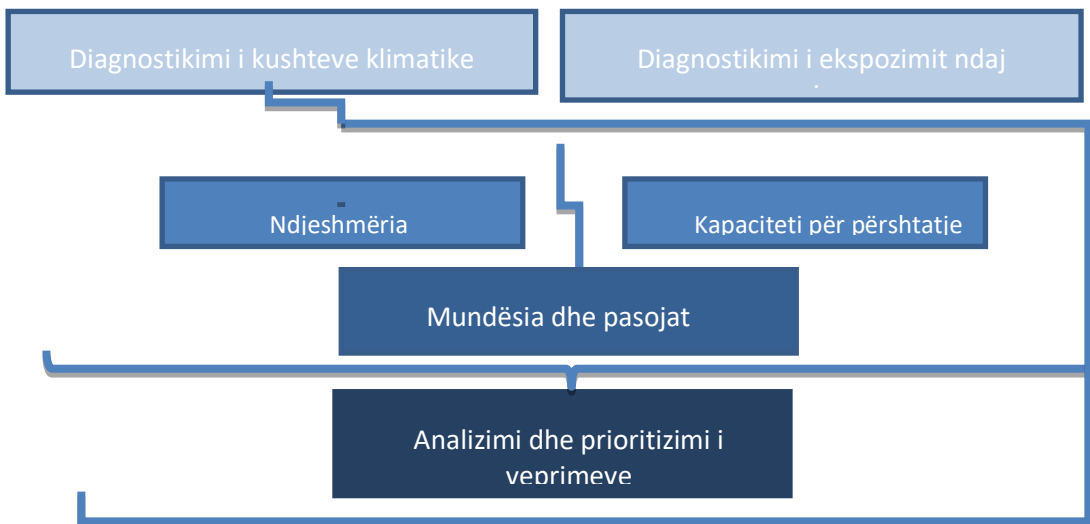 Diagnostikimi i kushteve klimatike
Diagnostikimi i ekspozimit ndaj
Ndjeshmëria
Kapaciteti për përshtatje
Mundësia dhe pasojat
Analizimi dhe prioritizimi i
veprimeve